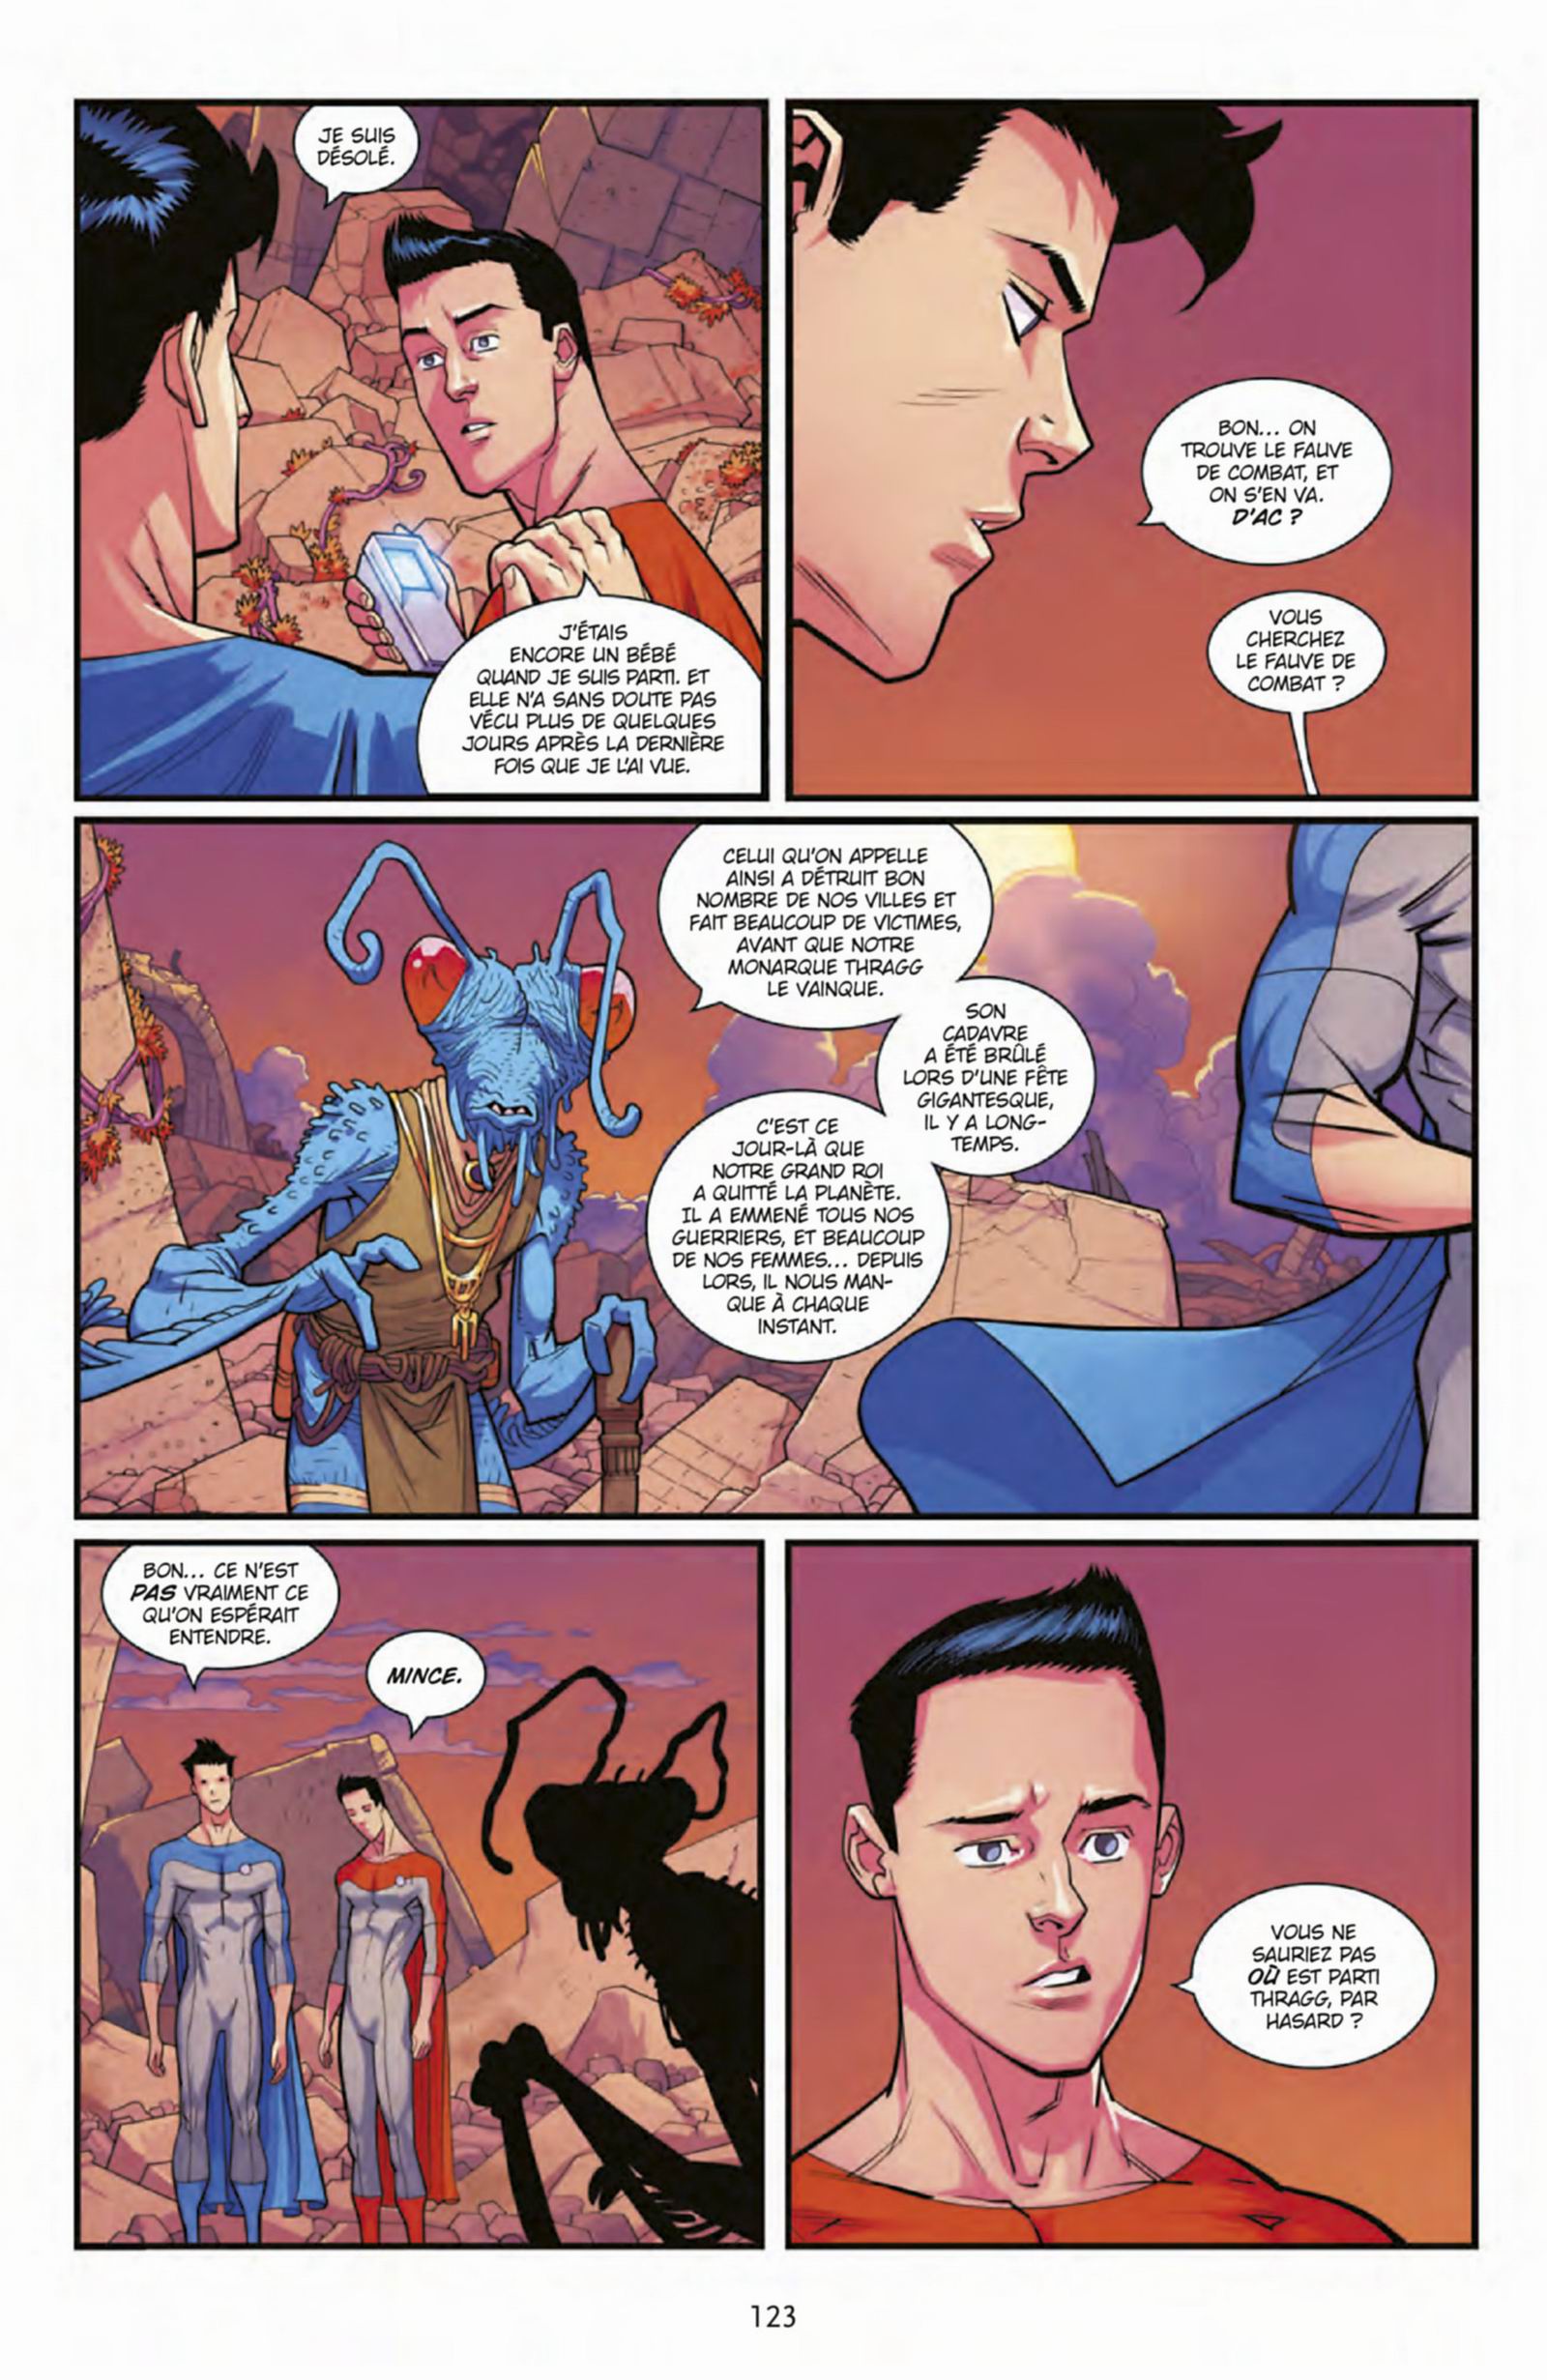 JE SUIS
DÉSOLÉ.
J'ÉTAIS
ENCORE UN BÉBÉ
QUAND JE SUIS PARTI. ET
ELLE N'A SANS DOUTE PAS
VÉCU PLUS DE QUELQUES
JOURS APRÈS LA DERNIÈRE
FOIS QUE JE L'AI VUE.
BON... ON
TROUVE LE FAUVE
DE COMBAT, ET
ON S'EN VA.
D'AC ?
VOUS
CHERCHEZ
LE FAUVE DE
COMBAT ?
CELUI QU'ON APPELLE
AINSI A DÉTRUIT BON
NOMBRE DE NOS VILLES ET
FAIT BEAUCOUP DE VICTIMES,
AVANT QUE NOTRE
MONARQUE THRAGG
LE VAINQUE.
SON
CADAVRE
A ÉTÉ BRÛLÉ
LORS D'UNE FÊTE
GIGANTESQUE,
IL Y A LONG-
TEMPS.
C'EST CE
JOUR-LÀ QUE
NOTRE GRAND ROI
A QUITTÉ LA PLANÈTE.
IL A EMMENÉ TOUS NOS
GUERRIERS, ET BEAUCOUP
DE NOS FEMMES... DEPUIS
LORS, IL NOUS MAN-
QUE À CHAQUE
INSTANT.
BON... CE N'EST
PAS VRAIMENT CE
QU'ON ESPÉRAIT
ENTENDRE.
MINCE.
VOUS NE
SAURIEZ PAS
OÙ EST PARTI
THRAGG, PAR
HASARD ?
123